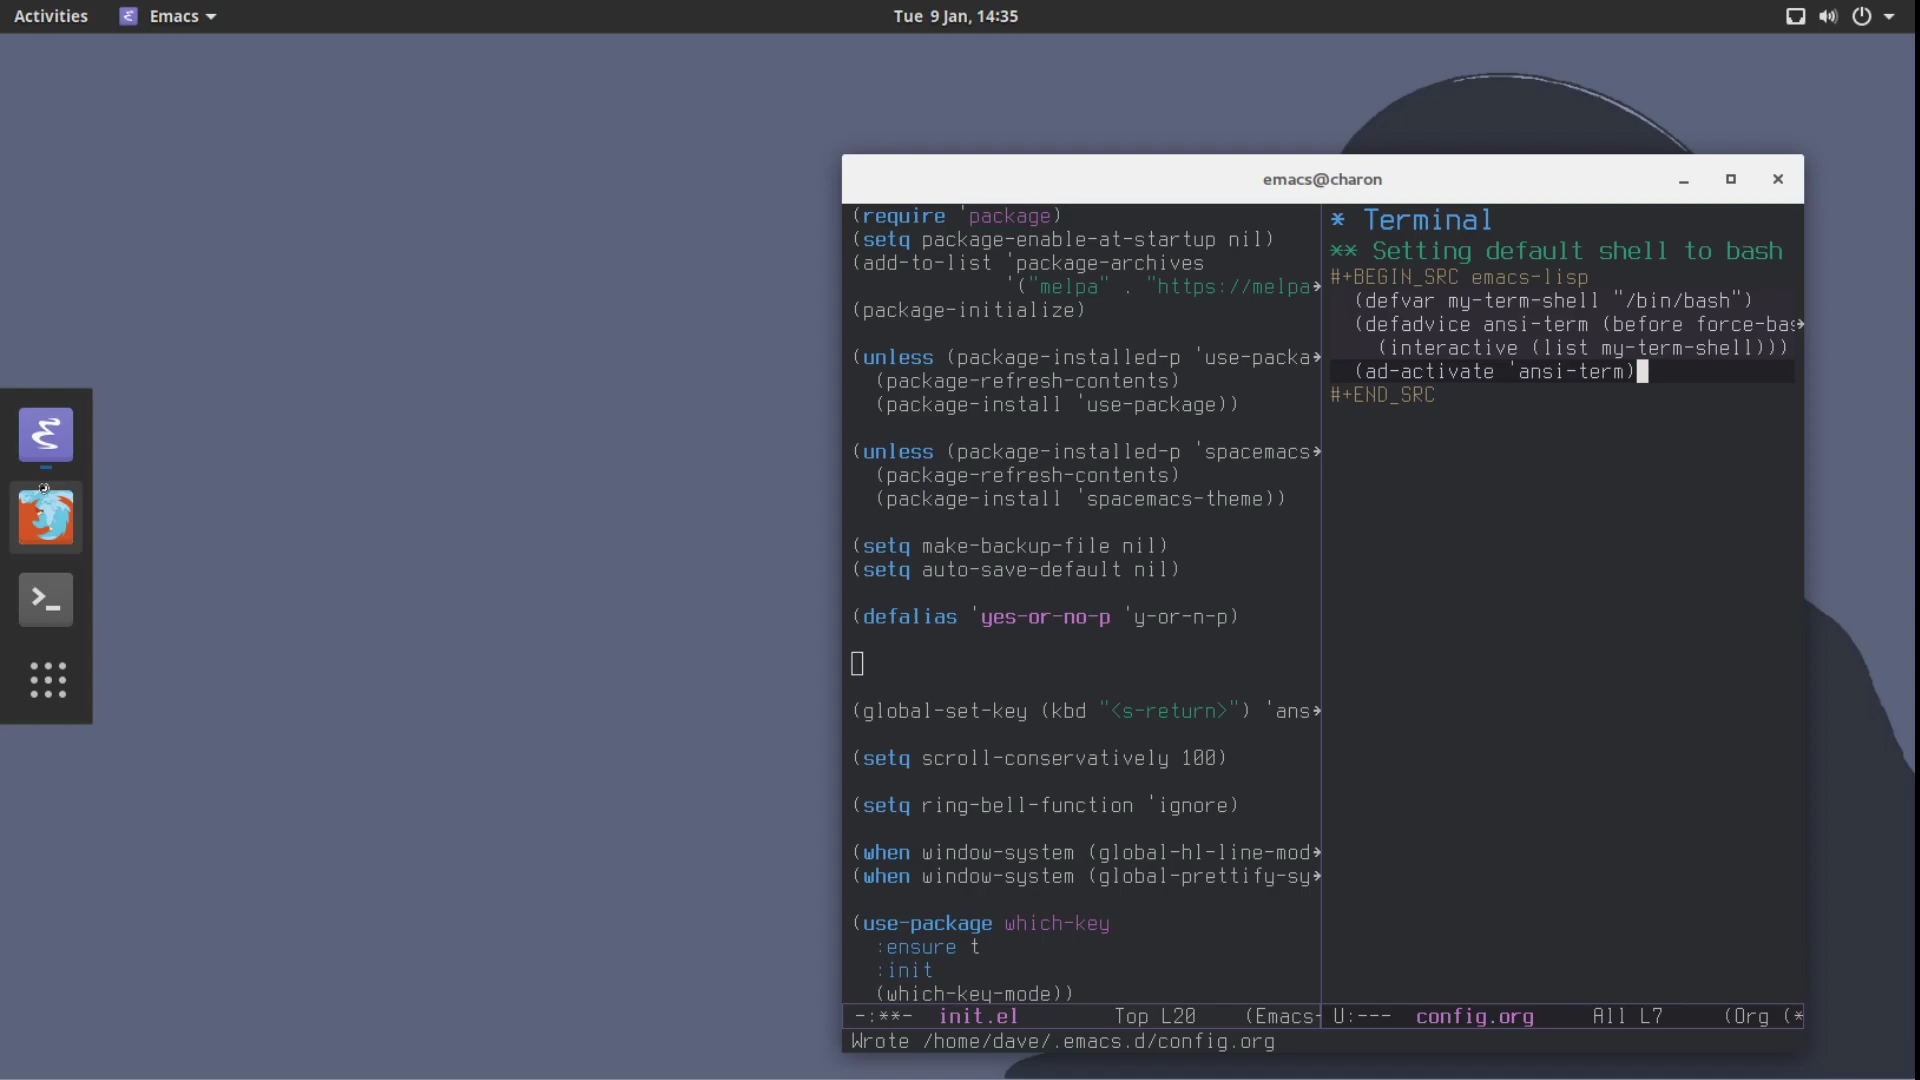 Activities Emacs Tue 9 Jan, 14:35
emacs@charon
(require 'package)
(setq package-enable-at-startup nil)
(add-to-list 'package-archives
'("melpa" . "https://melpa
(package-initialize)
(unless (package-installed-p 'use-packa
(package-refresh-contents)
(package-install 'use-package))
(unless (package-installed-p 'spacemacs
(package-refresh-contents)
(package-install 'spacemacs-theme))
(setq make-backup-file nil)
(setq auto-save-default nil)
(defalias 'yes-or-no-p 'y-or-n-p)
(global-set-key (kbd "<s-return>") 'ans
(setq scroll-conservatively 100)
(setq ring-bell-function 'ignore)
(when window-system (global-hl-line-mod
(when window-system (global-prettify-sy
(use-package which-key
:ensure t
:init
(which-key-mode))
-:**- init.el Top L20 (Emacs-
* Terminal
** Setting default shell to bash
#+BEGIN_SRC emacs-lisp
(defvar my-term-shell "/bin/bash")
(defadvice ansi-term (before force-bas
(interactive (list my-term-shell)))
(ad-activate 'ansi-term)
#+END_SRC
U:--- config.org All L7 (Org (*
Wrote /home/dave/.emacs.d/config.org